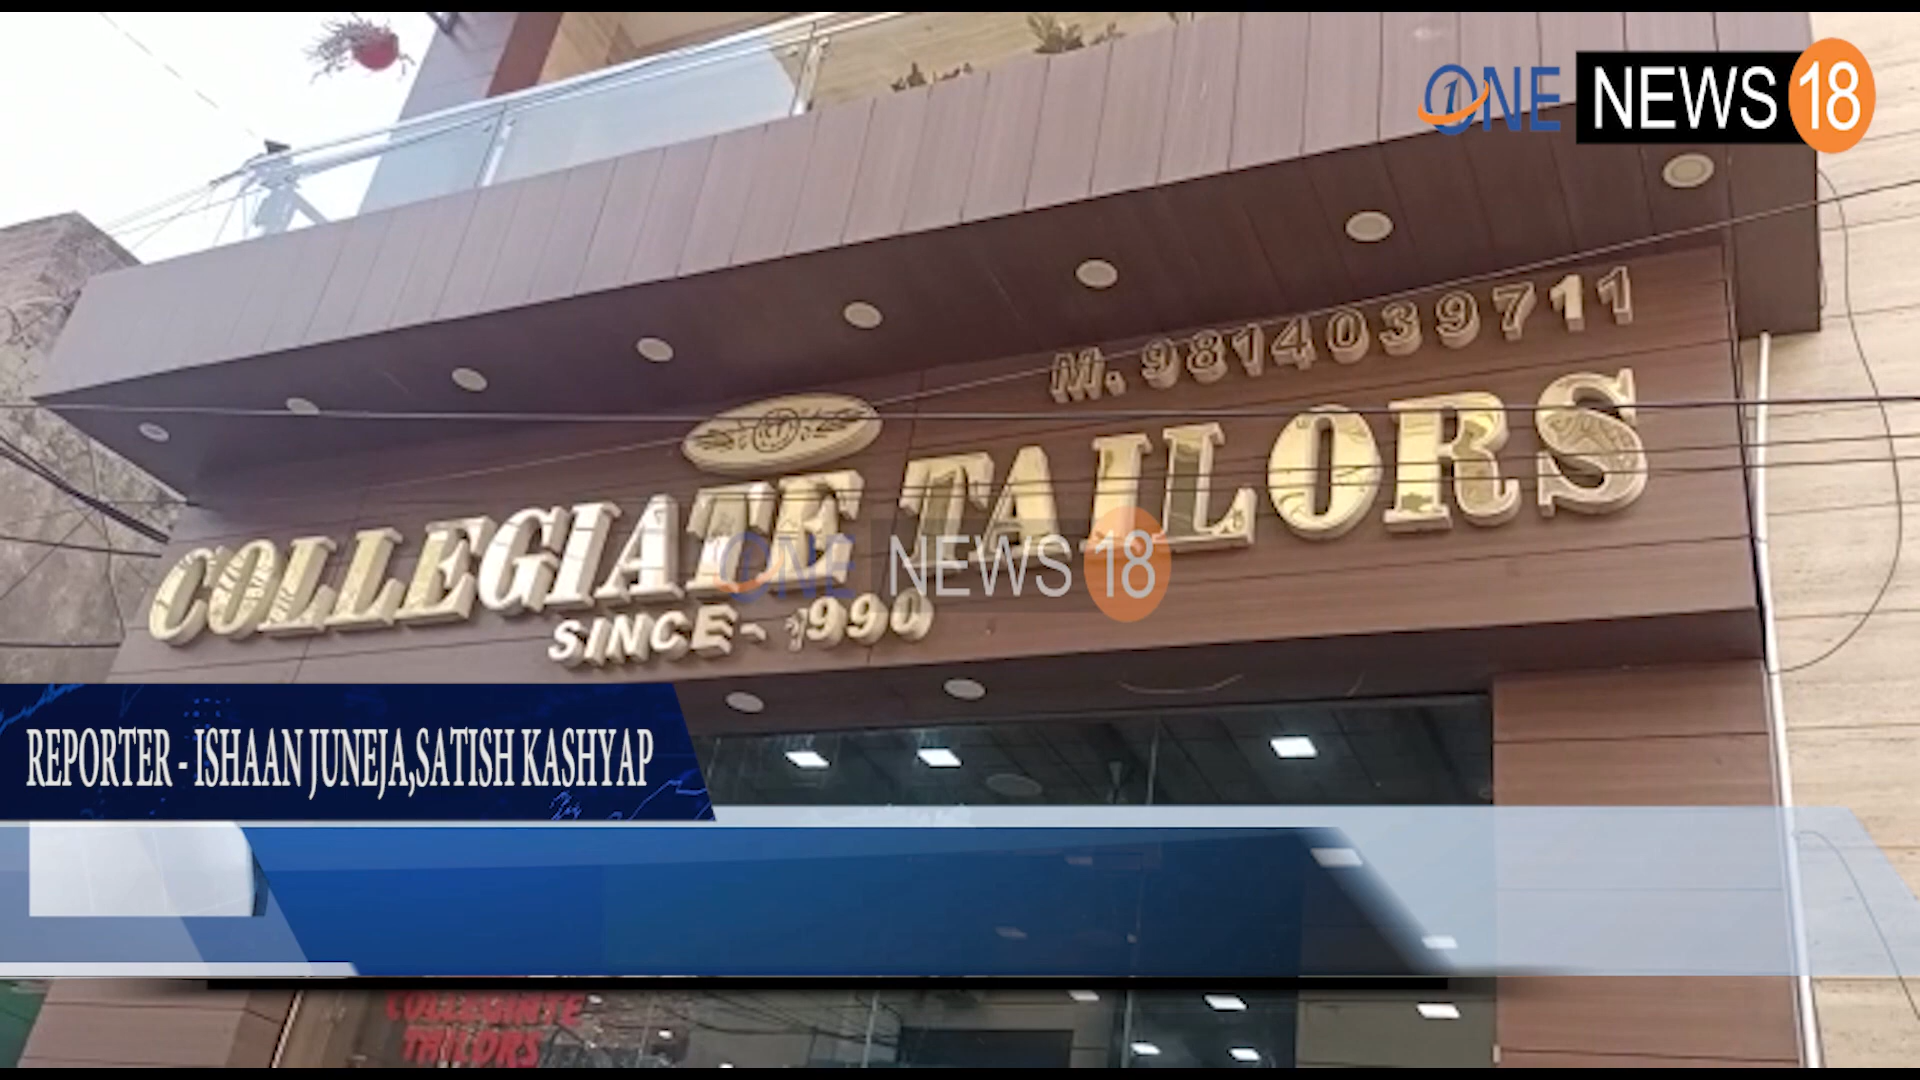 ONE NEWS 18
M. 9814039711
COLLEGIATE TAILORS
SINCE- 1990
ONE NEWS 18
REPORTER - ISHAAN JUNEJA,SATISH KASHYAP
COLLEGIATE
TAILORS